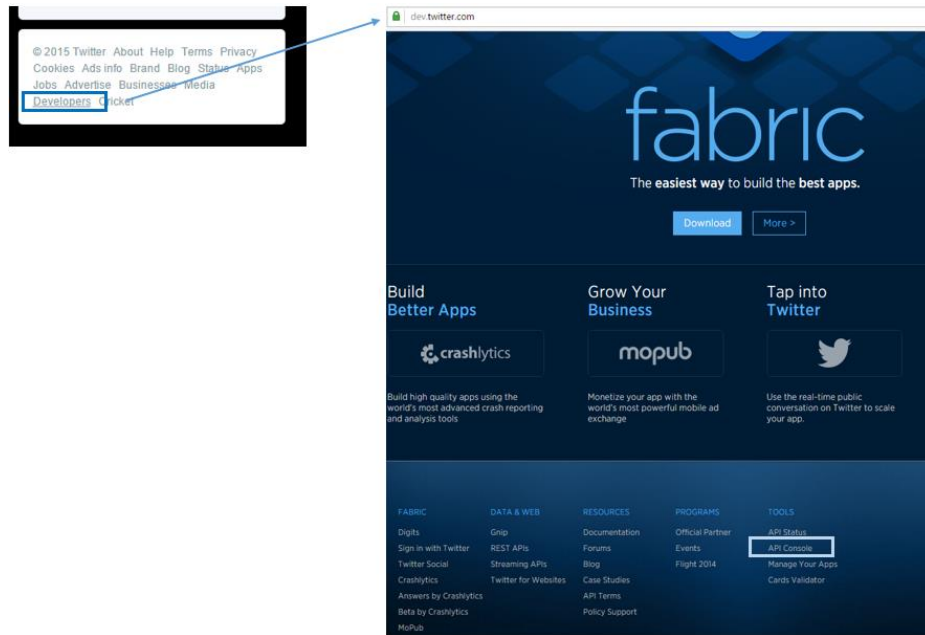 © 2015 Twitter About Help Terms Privacy
Cookies Ads info Brand Blog Status Apps
Jobs Advertise Businesses Media
Developers Cricket
dev.twitter.com
fabric
The easiest way to build the best apps.
Download More >
Build
Better Apps
crashlytics
Build high quality apps using the
world's most advanced crash reporting
and analysis tools
Grow Your
Business
mopub
Monetize your app with the
world's most powerful mobile ad
exchange
Tap into
Twitter
Use the real-time public
conversation on Twitter to scale
your app.
FABRIC
Digits
Sign in with Twitter
Twitter Social
Crashlytics
Answers by Crashlytics
Beta by Crashlytics
MoPub
DATA & WEB
Gnip
REST APIs
Streaming APIs
Twitter for Websites
RESOURCES
Documentation
Forums
Blog
Case Studies
API Terms
Policy Support
PROGRAMS
Official Partner
Events
Flight 2014
TOOLS
API Status
API Console
Manage Your Apps
Cards Validator